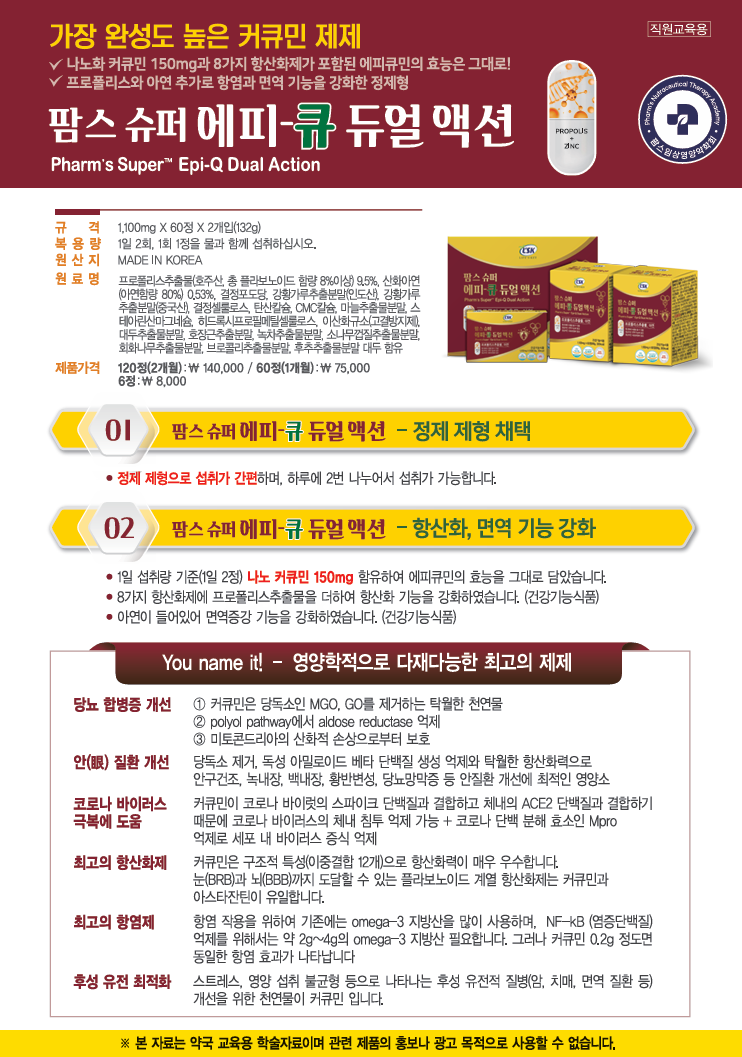 가장 완성도 높은 커큐민 제제
직원교육용
나노화 커큐민 150mg과 8가지 항산화제가 포함된 에피큐민의 효능은 그대로!
프로폴리스와 아연 추가로 항염과 면역 기능을 강화한 정제형
팜스 슈퍼 에피-큐 듀얼 액션
Pharm's Super™ Epi-Q Dual Action
PROPOLIS
+
ZINC
Pharm's Nutraceutical Therapy Academy
팜스임상영양약학회
규 격 1,100mg X 60정 X 2개입(132g)
복 용 량 1일 2회, 1회 1정을 물과 함께 섭취하십시오.
원 산 지 MADE IN KOREA
원 료 명 프로폴리스추출물(호주산, 총 플라보노이드 함량 8%이상) 9.5%, 산화아연
(아연함량 80%) 0.53%, 결정포도당, 강황가루추출분말(인도산), 강황가루
추출분말(중국산), 결정셀룰로스, 탄산칼슘, CMC칼슘, 마늘추출물분말, 스
테아린산마그네슘, 히드록시프로필메틸셀룰로스, 이산화규소(고결방지제),
대두추출물분말, 호장근추출분말, 녹차추출물분말, 소나무껍질추출물분말,
회화나무추출물분말, 브로콜리추출물분말, 후추추출물분말 대두 함유
제품가격 120정(2개월) : ₩ 140,000 / 60정(1개월) : ₩ 75,000
6정 : ₩ 8,000
CSK
팜스 슈퍼
에피-큐 듀얼 액션
Pharm's Super™ Epi-Q Dual Action
01 팜스 슈퍼 에피-큐 듀얼 액션 – 정제 제형 채택
• 정제 제형으로 섭취가 간편하며, 하루에 2번 나누어서 섭취가 가능합니다.
02 팜스 슈퍼 에피-큐 듀얼 액션 – 항산화, 면역 기능 강화
• 1일 섭취량 기준(1일 2정) 나노 커큐민 150mg 함유하여 에피큐민의 효능을 그대로 담았습니다.
• 8가지 항산화제에 프로폴리스추출물을 더하여 항산화 기능을 강화하였습니다. (건강기능식품)
• 아연이 들어있어 면역증강 기능을 강화하였습니다. (건강기능식품)
You name it! - 영양학적으로 다재다능한 최고의 제제
당뇨 합병증 개선 ① 커큐민은 당독소인 MGO, GO를 제거하는 탁월한 천연물
② polyol pathway에서 aldose reductase 억제
③ 미토콘드리아의 산화적 손상으로부터 보호
안(眼) 질환 개선 당독소 제거, 독성 아밀로이드 베타 단백질 생성 억제와 탁월한 항산화력으로
안구건조, 녹내장, 백내장, 황반변성, 당뇨망막증 등 안질환 개선에 최적인 영양소
코로나 바이러스 커큐민이 코로나 바이럿의 스파이크 단백질과 결합하고 체내의 ACE2 단백질과 결합하기
극복에 도움 때문에 코로나 바이러스의 체내 침투 억제 가능 + 코로나 단백 분해 효소인 Mpro
억제로 세포 내 바이러스 증식 억제
최고의 항산화제 커큐민은 구조적 특성(이중결합 12개)으로 항산화력이 매우 우수합니다.
눈(BRB)과 뇌(BBB)까지 도달할 수 있는 플라보노이드 계열 항산화제는 커큐민과
아스타잔틴이 유일합니다.
최고의 항염제 항염 작용을 위하여 기존에는 omega-3 지방산을 많이 사용하며, NF-kB (염증단백질)
억제를 위해서는 약 2g~4g의 omega-3 지방산 필요합니다. 그러나 커큐민 0.2g 정도면
동일한 항염 효과가 나타납니다
후성 유전 최적화 스트레스, 영양 섭취 불균형 등으로 나타나는 후성 유전적 질병(암, 치매, 면역 질환 등)
개선을 위한 천연물이 커큐민 입니다.
※ 본 자료는 약국 교육용 학술자료이며 관련 제품의 홍보나 광고 목적으로 사용할 수 없습니다.